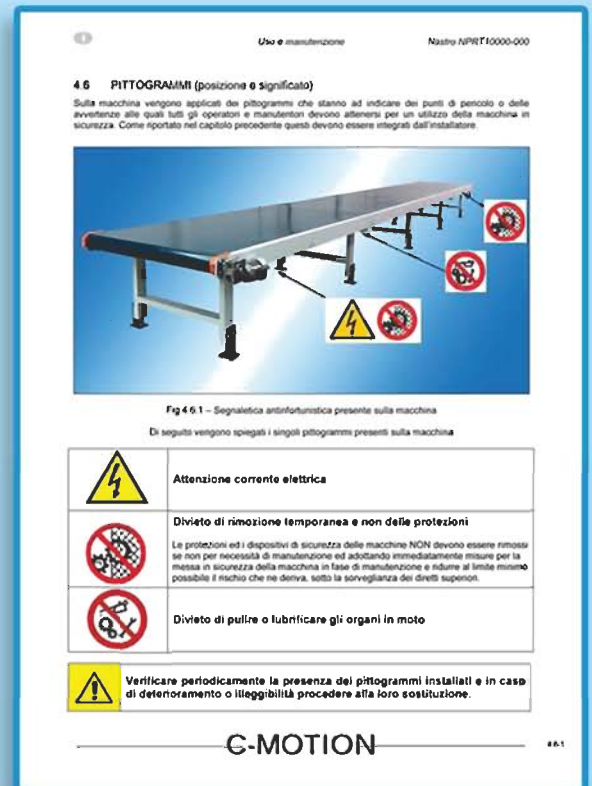 Uso e manutenzione
Nastro NPRT10000-000
4.6 PITTOGRAMMI (posizione e significato)
Sulla macchina vengono applicati dei pittogrammi che stanno ad indicare dei punti di pericolo o delle
avvertenze alle quali tutti gli operatori e manutentori devono attenersi per un utilizzo della macchina in
sicurezza. Come riportato nel capitolo precedente questi devono essere integrati dall'installatore.
Fig 4.6.1 – Segnaletica antinfortunistica presente sulla macchina
Di seguito vengono spiegati i singoli pittogrammi presenti sulla macchina
Attenzione corrente elettrica
Divieto di rimozione temporanea e non delle protezioni
Le protezioni ed i dispositivi di sicurezza delle macchine NON devono essere rimossi
se non per necessità di manutenzione ed adottando immediatamente misure per la
messa in sicurezza della macchina in fase di manutenzione e ridurre al limite minimo
possibile il rischio che ne deriva, sotto la sorveglianza dei diretti superiori.
Divieto di pulire o lubrificare gli organi in moto
Verificare periodicamente la presenza dei pittogrammi installati e in caso
di deterioramento o illeggibilità procedere alla loro sostituzione.
C-MOTION
4.6-1